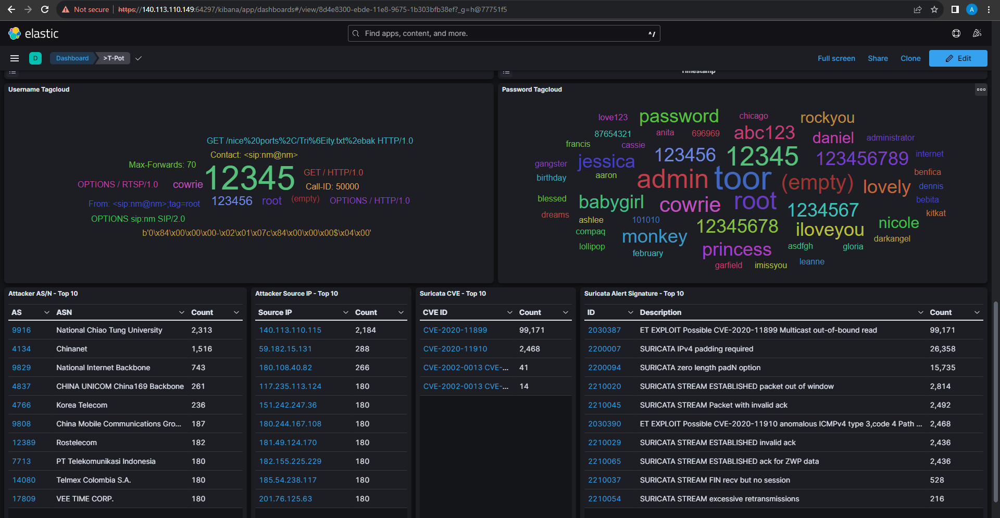 Not secure | https://140.113.110.149:64297/kibana/app/dashboards#/view/8d4e8300-ebde-11e8-9675-1b303bfb38ef?_g=h@77751f5
A
elastic
Find apps, content, and more.
^/
D
Dashboard
>T-Pot
Full screen
Share
Clone
Edit
Timestamp
Username Tagcloud
GET /nice%20ports%2C/Tri%6Eity.txt%2ebak HTTP/1.0
Contact: <sip:nm@nm>
Max-Forwards: 70
12345
GET / HTTP/1.0
OPTIONS / RTSP/1.0
cowrie
Call-ID: 50000
From: <sip:nm@nm>;tag=root
123456
root
(empty)
OPTIONS / HTTP/1.0
OPTIONS sip:nm SIP/2.0
b'0\x84\x00\x00\x00-\x02\x01\x07c\x84\x00\x00\x00$\x04\x00'
Password Tagcloud
love123
password
chicago
rockyou
87654321
anita
696969
abc123
daniel
administrator
francis
cassie
gangster
jessica
123456
12345
123456789
internet
birthday
aaron
admin
toor
(empty)
lovely
benfica
dennis
blessed
babygirl
cowrie
root
1234567
bebita
dreams
ashlee
101010
kitkat
compaq
monkey
12345678
iloveyou
nicole
darkangel
lollipop
february
princess
asdfgh
gloria
garfield
imissyou
leanne
Attacker AS/N - Top 10
AS ASN Count
9916 National Chiao Tung University 2,313
4134 Chinanet 1,516
9829 National Internet Backbone 743
4837 CHINA UNICOM China169 Backbone 261
4766 Korea Telecom 236
9808 China Mobile Communications Gro... 187
12389 Rostelecom 182
7713 PT Telekomunikasi Indonesia 180
14080 Telmex Colombia S.A. 180
17809 VEE TIME CORP. 180
Attacker Source IP - Top 10
Source IP Count
140.113.110.115 2,184
59.182.15.131 288
180.108.40.82 266
117.235.113.124 180
151.242.247.36 180
180.244.167.108 180
181.49.124.170 180
182.155.225.229 180
185.54.238.117 180
201.76.125.63 180
Suricata CVE - Top 10
CVE ID Count
CVE-2020-11899 99,171
CVE-2020-11910 2,468
CVE-2002-0013 CVE-... 41
CVE-2002-0013 CVE-... 14
Suricata Alert Signature - Top 10
ID Description Count
2030387 ET EXPLOIT Possible CVE-2020-11899 Multicast out-of-bound read 99,171
2200007 SURICATA IPv4 padding required 26,358
2200094 SURICATA zero length padN option 15,735
2210020 SURICATA STREAM ESTABLISHED packet out of window 2,814
2210045 SURICATA STREAM Packet with invalid ack 2,492
2030390 ET EXPLOIT Possible CVE-2020-11910 anomalous ICMPv4 type 3,code 4 Path ... 2,468
2210029 SURICATA STREAM ESTABLISHED invalid ack 2,436
2210065 SURICATA STREAM ESTABLISHED ack for ZWP data 2,436
2210037 SURICATA STREAM FIN recv but no session 528
2210054 SURICATA STREAM excessive retransmissions 216